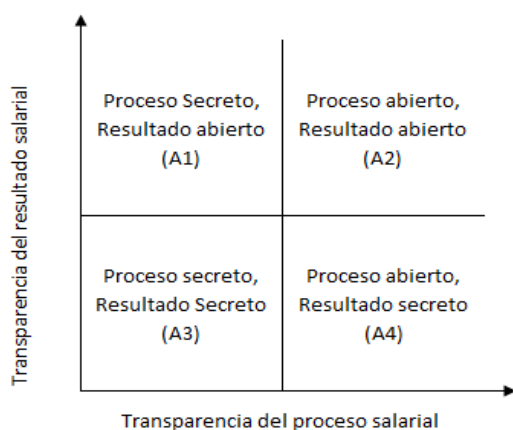 Transparencia del resultado salarial
Proceso Secreto,
Resultado abierto
(A1)
Proceso abierto,
Resultado abierto
(A2)
Proceso secreto,
Resultado Secreto
(A3)
Proceso abierto,
Resultado secreto
(A4)
Transparencia del proceso salarial